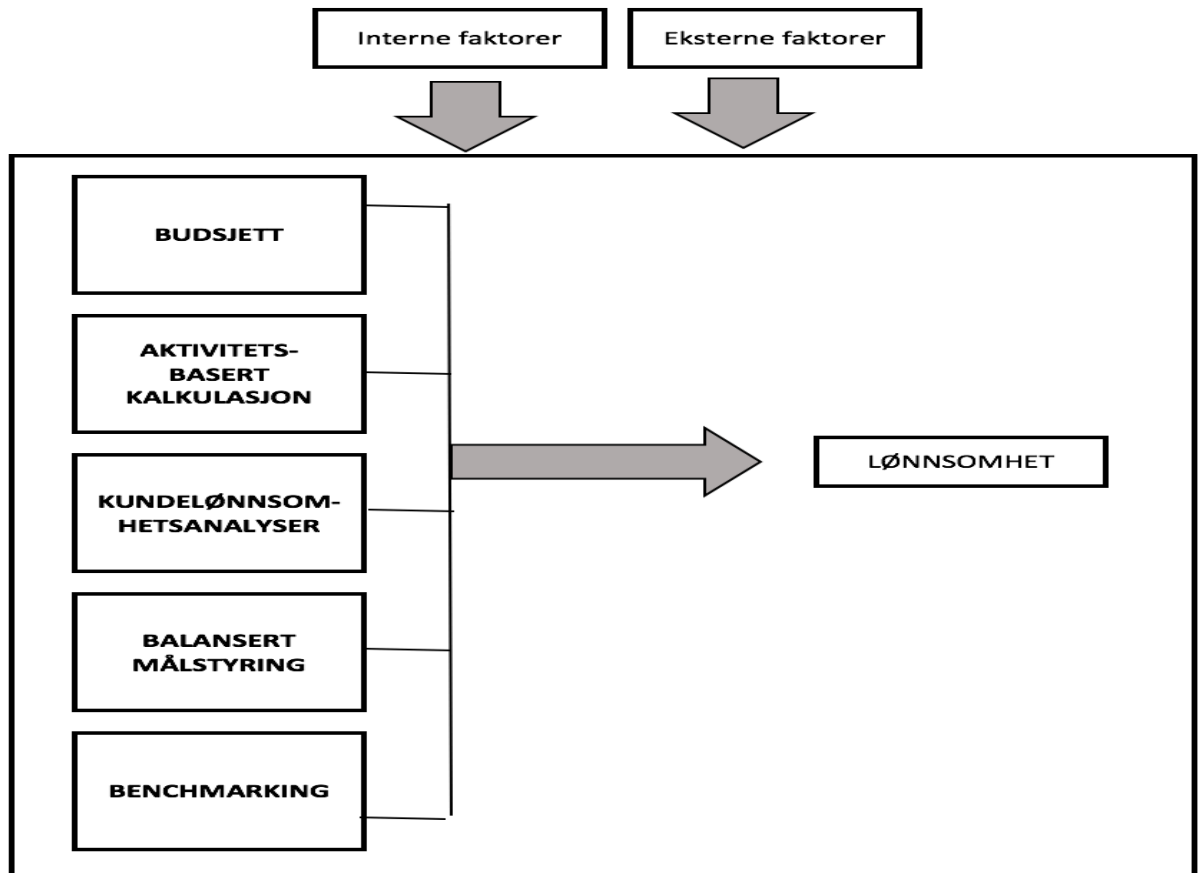 Interne faktorer
Eksterne faktorer
BUDSJETT
AKTIVITETS-
BASERT
KALKULASJON
KUNDELØNNSOM-
HETSANALYSER
BALANSERT
MÅLSTYRING
BENCHMARKING
LØNNSOMHET